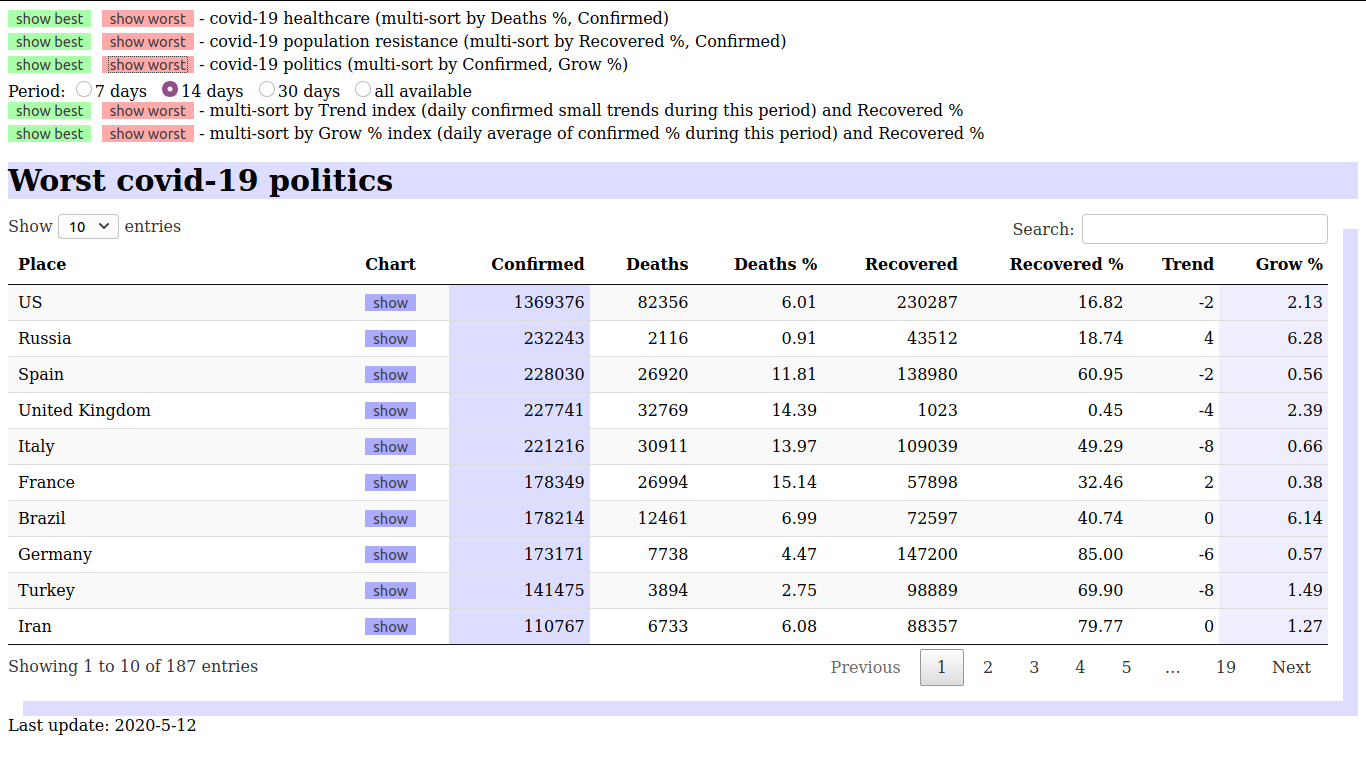 show best show worst - covid-19 healthcare (multi-sort by Deaths %, Confirmed)
show best show worst - covid-19 population resistance (multi-sort by Recovered %, Confirmed)
show best show worst - covid-19 politics (multi-sort by Confirmed, Grow %)
Period: 7 days 14 days 30 days all available
show best show worst - multi-sort by Trend index (daily confirmed small trends during this period) and Recovered %
show best show worst - multi-sort by Grow % index (daily average of confirmed % during this period) and Recovered %
Worst covid-19 politics
Show 10 entries Search:
Place Chart Confirmed Deaths Deaths % Recovered Recovered % Trend Grow %
US show 1369376 82356 6.01 230287 16.82 -2 2.13
Russia show 232243 2116 0.91 43512 18.74 4 6.28
Spain show 228030 26920 11.81 138980 60.95 -2 0.56
United Kingdom show 227741 32769 14.39 1023 0.45 -4 2.39
Italy show 221216 30911 13.97 109039 49.29 -8 0.66
France show 178349 26994 15.14 57898 32.46 2 0.38
Brazil show 178214 12461 6.99 72597 40.74 0 6.14
Germany show 173171 7738 4.47 147200 85.00 -6 0.57
Turkey show 141475 3894 2.75 98889 69.90 -8 1.49
Iran show 110767 6733 6.08 88357 79.77 0 1.27
Showing 1 to 10 of 187 entries Previous 1 2 3 4 5 … 19 Next
Last update: 2020-5-12